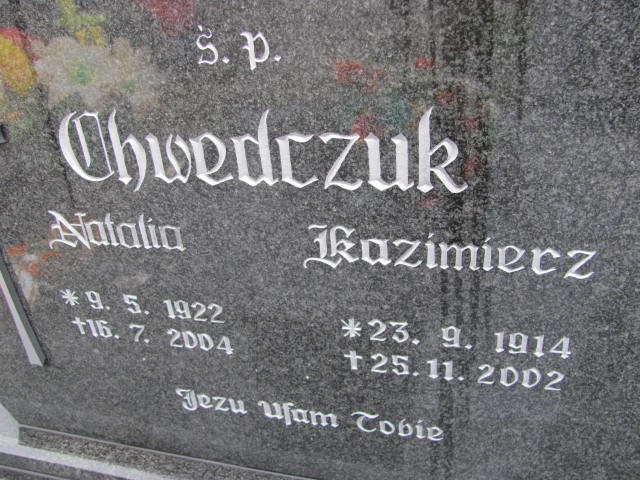 ś. p.
Chwedczuk
Natalia Kazimierz
* 9. 5. 1922 * 23. 9. 1914
† 16. 7. 2004 † 25. 11. 2002
Jezu Ufam Tobie